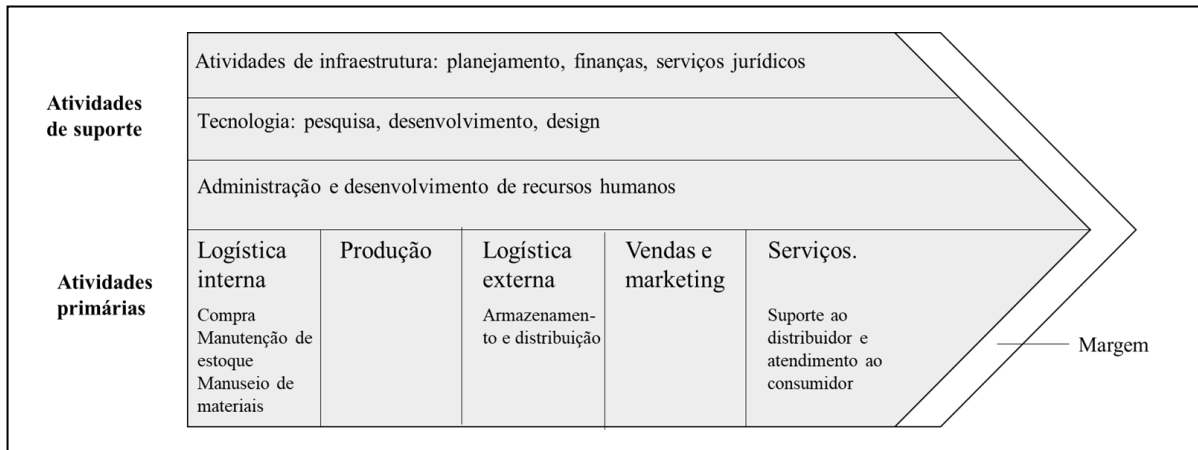 Atividades de infraestrutura: planejamento, finanças, serviços jurídicos
Atividades
de suporte
Tecnologia: pesquisa, desenvolvimento, design
Administração e desenvolvimento de recursos humanos
Atividades
primárias
Logística
interna
Compra
Manutenção de
estoque
Manuseio de
materiais
Produção
Logística
externa
Armazenamen-
to e distribuição
Vendas e
marketing
Serviços.
Suporte ao
distribuidor e
atendimento ao
consumidor
Margem